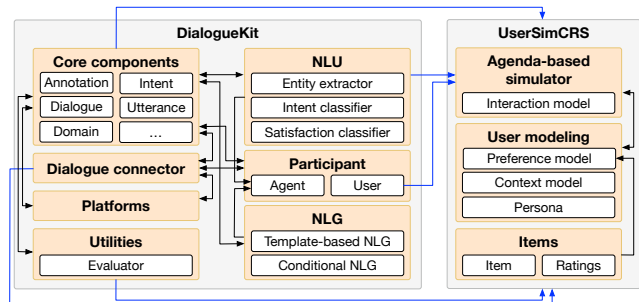 DialogueKit
Core components
Annotation
Intent
Dialogue
Utterance
Domain
...
Dialogue connector
Platforms
Utilities
Evaluator
NLU
Entity extractor
Intent classifier
Satisfaction classifier
Participant
Agent
User
NLG
Template-based NLG
Conditional NLG
UserSimCRS
Agenda-based
simulator
Interaction model
User modeling
Preference model
Context model
Persona
Items
Item
Ratings